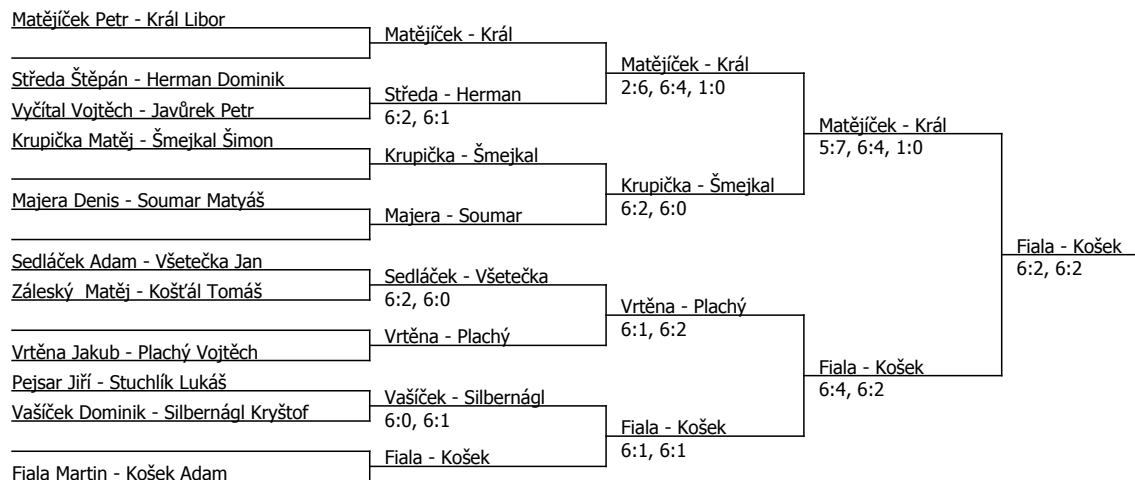 Matějíček Petr - Král Libor
Středa Štěpán - Herman Dominik
Vyčítal Vojtěch - Javůrek Petr
Krupička Matěj - Šmejkal Šimon
Majera Denis - Soumar Matyáš
Sedláček Adam - Všetečka Jan
Záleský  Matěj - Košťál Tomáš
Vrtěna Jakub - Plachý Vojtěch
Pejsar Jiří - Stuchlík Lukáš
Vašíček Dominik - Silbernágl Kryštof
Fiala Martin - Košek Adam
Matějíček - Král
Středa - Herman
6:2, 6:1
Krupička - Šmejkal
Majera - Soumar
Sedláček - Všetečka
6:2, 6:0
Vrtěna - Plachý
Vašíček - Silbernágl
6:0, 6:1
Fiala - Košek
Matějíček - Král
2:6, 6:4, 1:0
Krupička - Šmejkal
6:2, 6:0
Vrtěna - Plachý
6:1, 6:2
Fiala - Košek
6:1, 6:1
Matějíček - Král
5:7, 6:4, 1:0
Fiala - Košek
6:4, 6:2
Fiala - Košek
6:2, 6:2